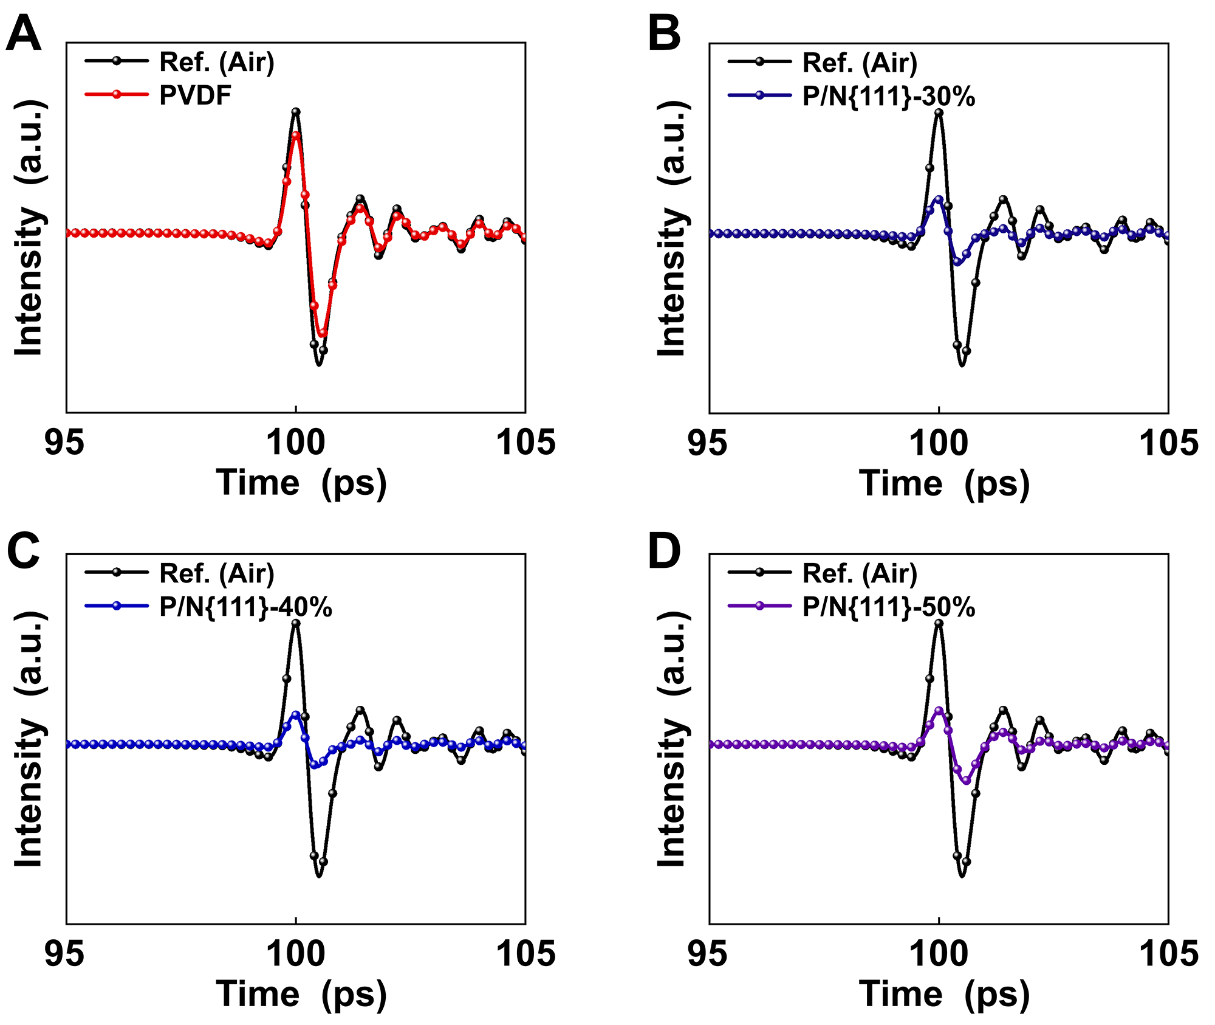 A
Ref. (Air)
PVDF
Intensity (a.u.)
95 100 105
Time (ps)
B
Ref. (Air)
P/N{111}-30%
Intensity (a.u.)
95 100 105
Time (ps)
C
Ref. (Air)
P/N{111}-40%
Intensity (a.u.)
95 100 105
Time (ps)
D
Ref. (Air)
P/N{111}-50%
Intensity (a.u.)
95 100 105
Time (ps)